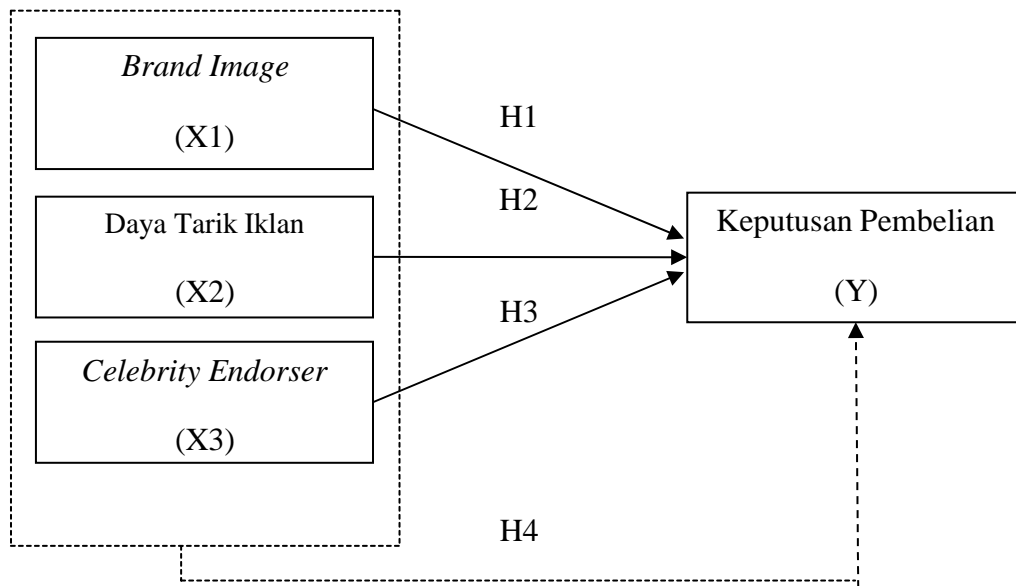 Brand Image
(X1)
H1
H2
Daya Tarik Iklan
(X2)
Keputusan Pembelian
(Y)
H3
Celebrity Endorser
(X3)
H4